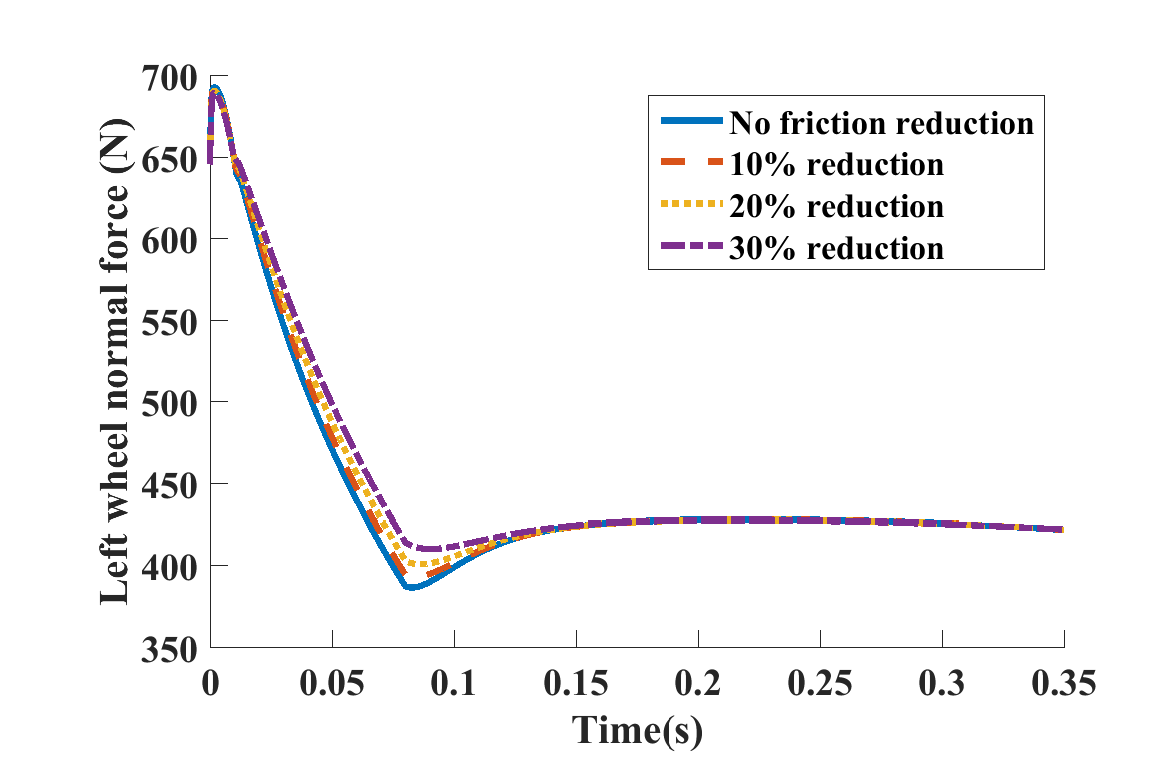 700
650
600
550
500
450
400
350
Left wheel normal force (N)
No friction reduction
10% reduction
20% reduction
30% reduction
0 0.05 0.1 0.15 0.2 0.25 0.3 0.35
Time(s)